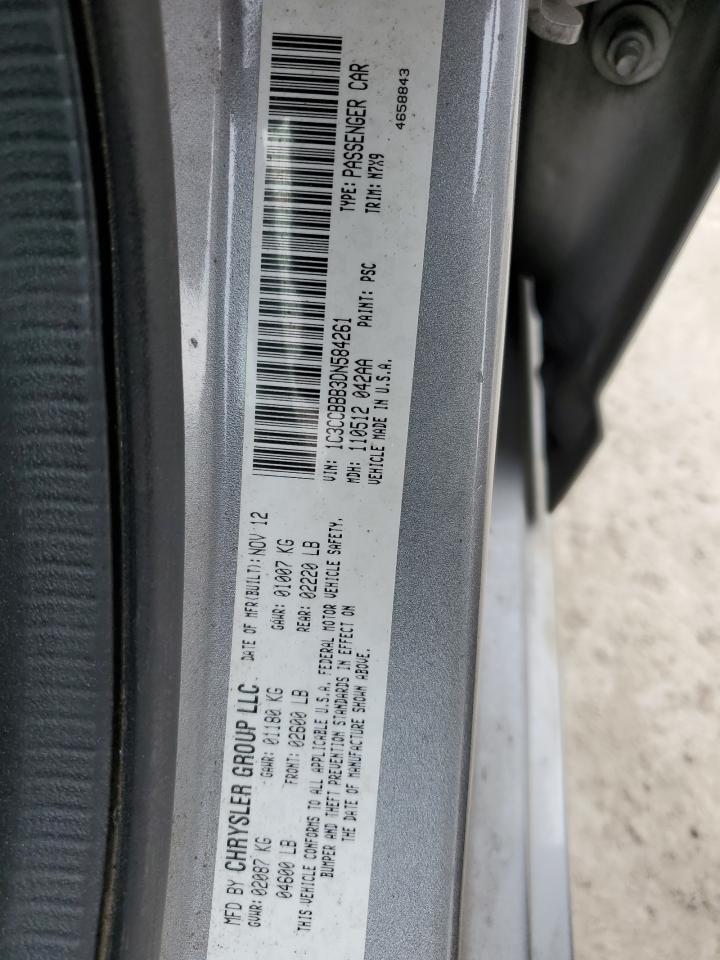 MFD BY CHRYSLER GROUP LLC DATE OF MFR(BUILT): NOV 12
GVWR: 02087 KG GAWR: 01180 KG GAWR: 01007 KG
04600 LB FRONT: 02600 LB REAR: 02220 LB
THIS VEHICLE CONFORMS TO ALL APPLICABLE U.S.A. FEDERAL MOTOR VEHICLE SAFETY,
BUMPER AND THEFT PREVENTION STANDARDS IN EFFECT ON
THE DATE OF MANUFACTURE SHOWN ABOVE.
VIN: 1C3CCBBB3DN584261 TYPE: PASSENGER CAR
MDH: 110512 042AA PAINT: PSC TRIM: M7X9
VEHICLE MADE IN U.S.A.
4658843